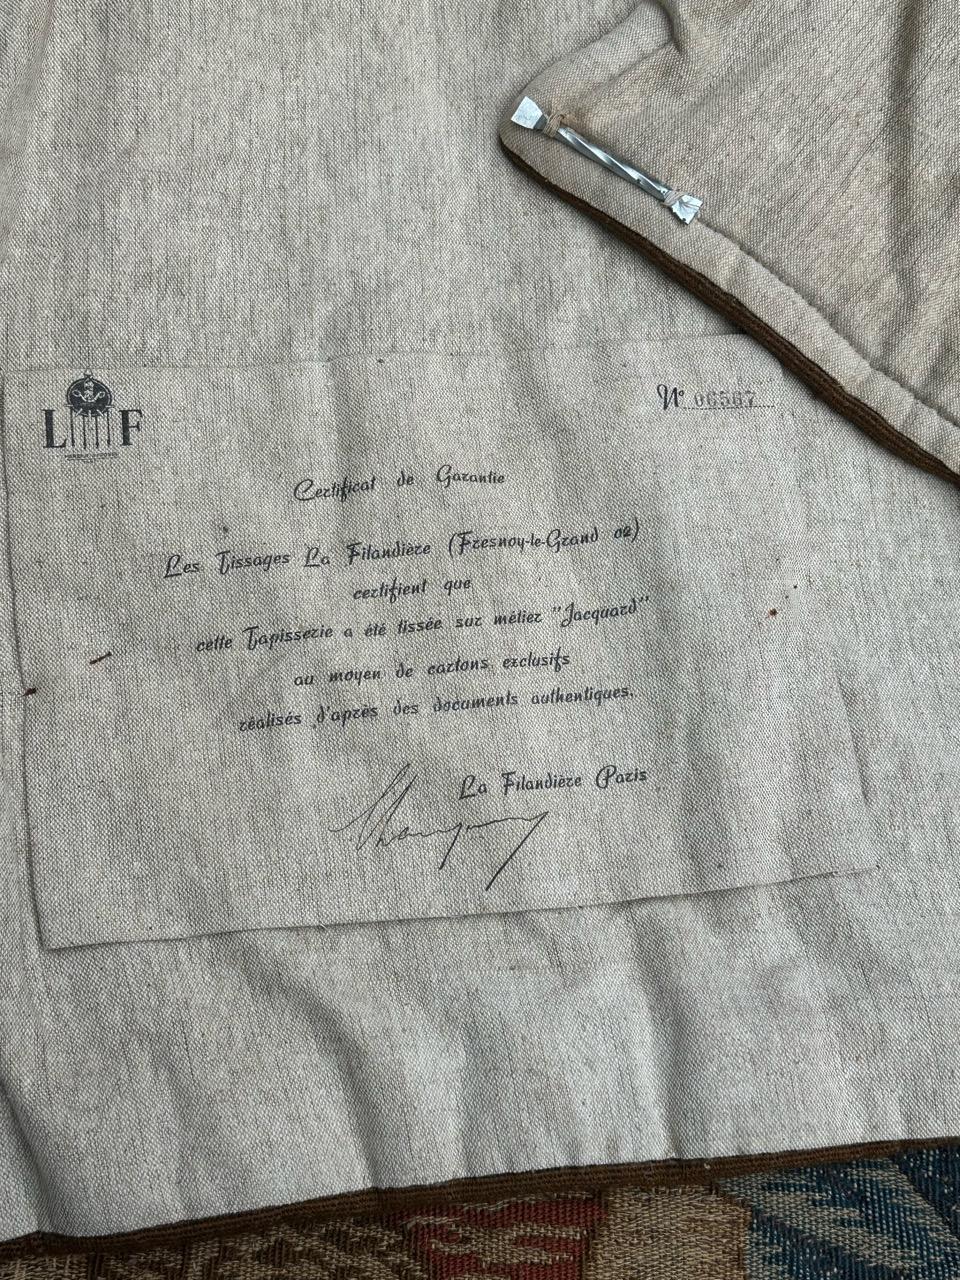 LF
N° 06567
Certificat de Garantie
Les Tissages La Filandière (Fresnoy-le-Grand 02)
certifient que
cette Tapisserie a été tissée sur métier "Jacquard"
au moyen de cartons exclusifs
réalisés d'après des documents authentiques.
La Filandière Paris